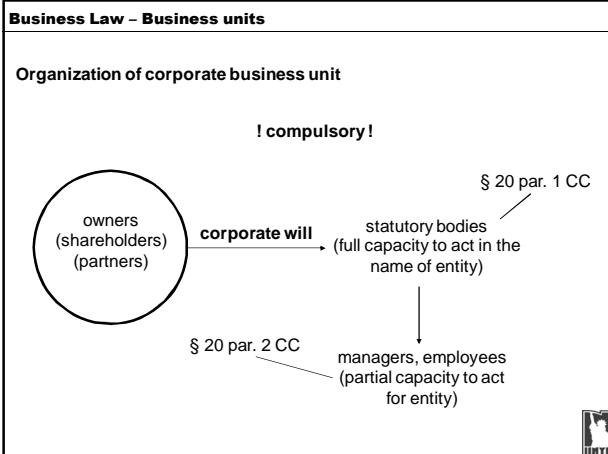 Business Law – Business units
Organization of corporate business unit
! compulsory !
§ 20 par. 1 CC
owners
(shareholders)
(partners)
corporate will
statutory bodies
(full capacity to act in the
name of entity)
§ 20 par. 2 CC
managers, employees
(partial capacity to act
for entity)